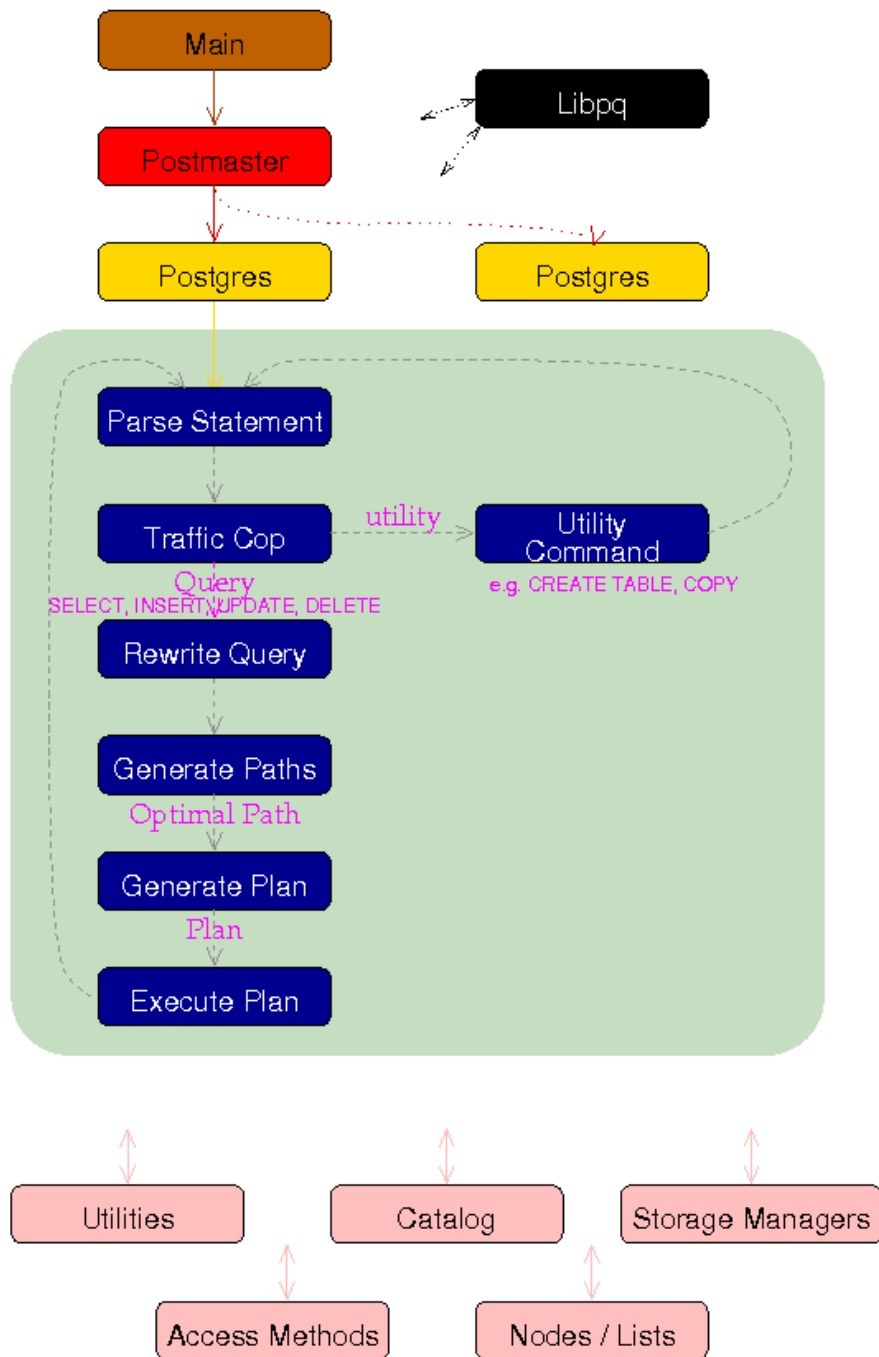 Main
Libpq
Postmaster
Postgres
Postgres
Parse Statement
Traffic Cop
utility
Utility
Command
Query
e.g. CREATE TABLE, COPY
SELECT, INSERT, UPDATE, DELETE
Rewrite Query
Generate Paths
Optimal Path
Generate Plan
Plan
Execute Plan
Utilities
Catalog
Storage Managers
Access Methods
Nodes / Lists